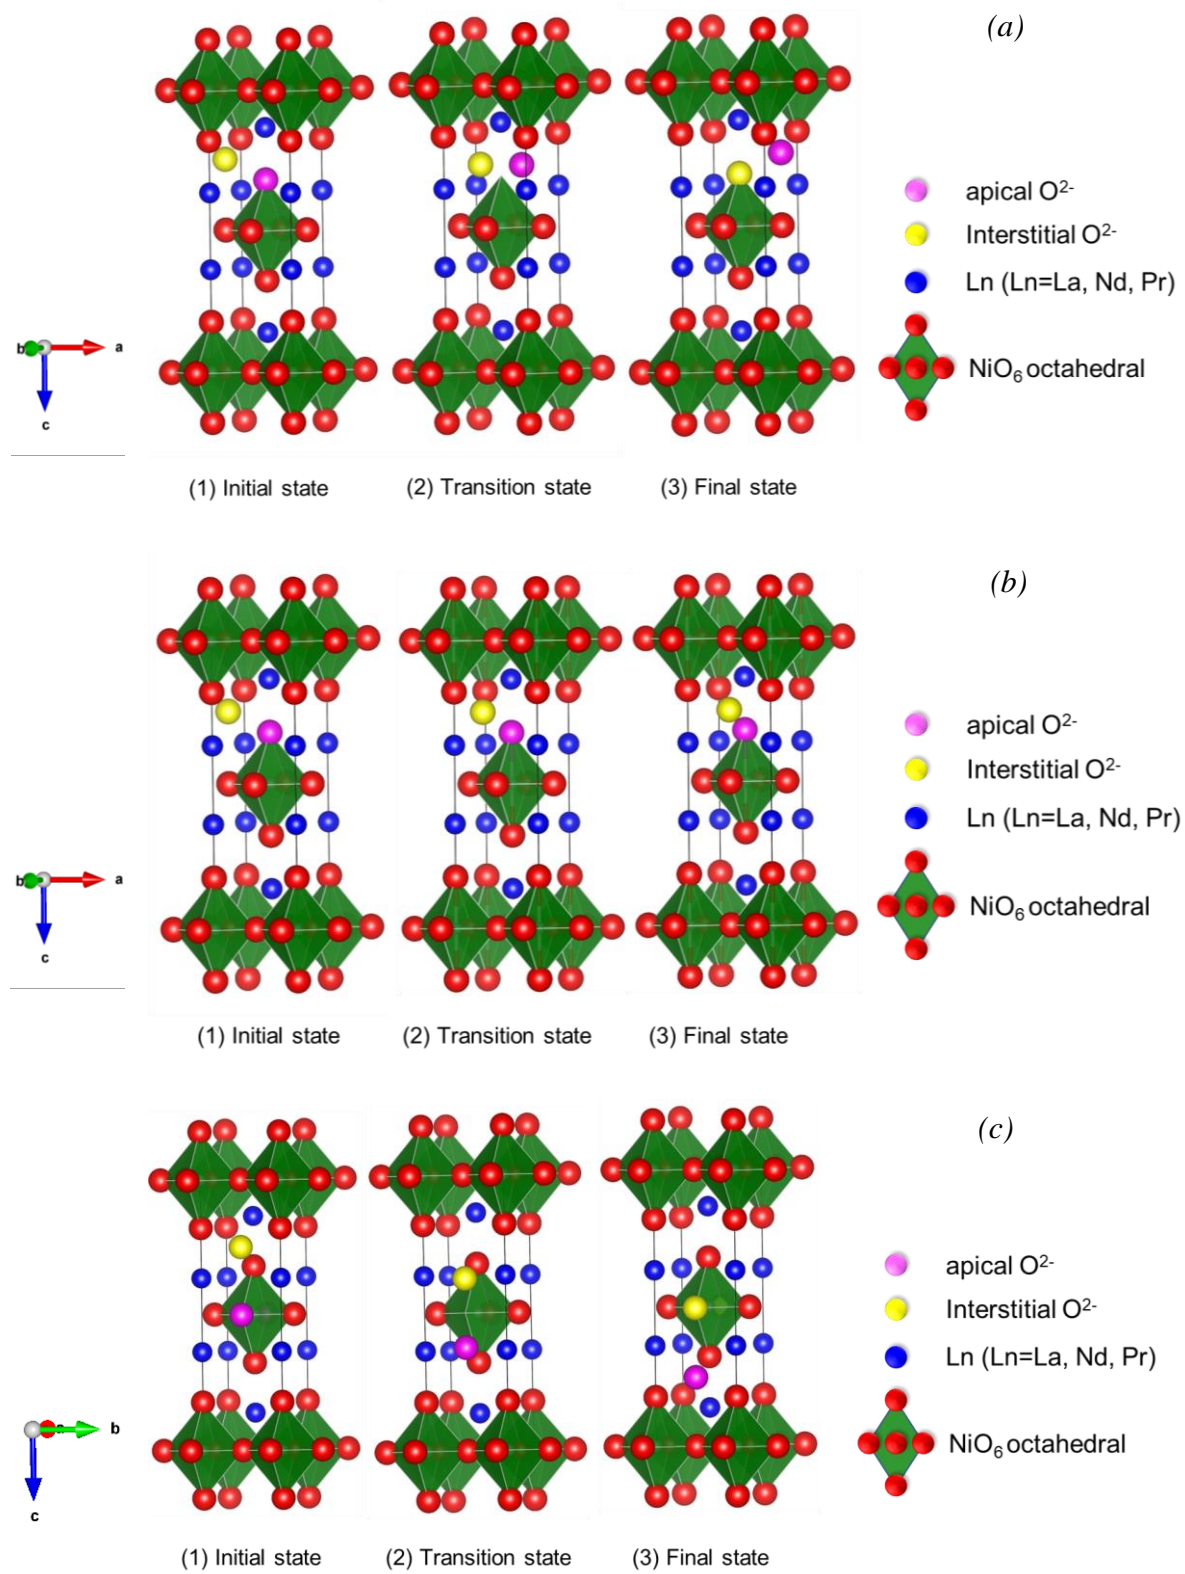 (a)
apical O²⁻
Interstitial O²⁻
Ln (Ln=La, Nd, Pr)
NiO₆ octahedral
b a
c
(1) Initial state (2) Transition state (3) Final state
(b)
apical O²⁻
Interstitial O²⁻
Ln (Ln=La, Nd, Pr)
NiO₆ octahedral
b a
c
(1) Initial state (2) Transition state (3) Final state
(c)
apical O²⁻
Interstitial O²⁻
Ln (Ln=La, Nd, Pr)
NiO₆ octahedral
a b
c
(1) Initial state (2) Transition state (3) Final state